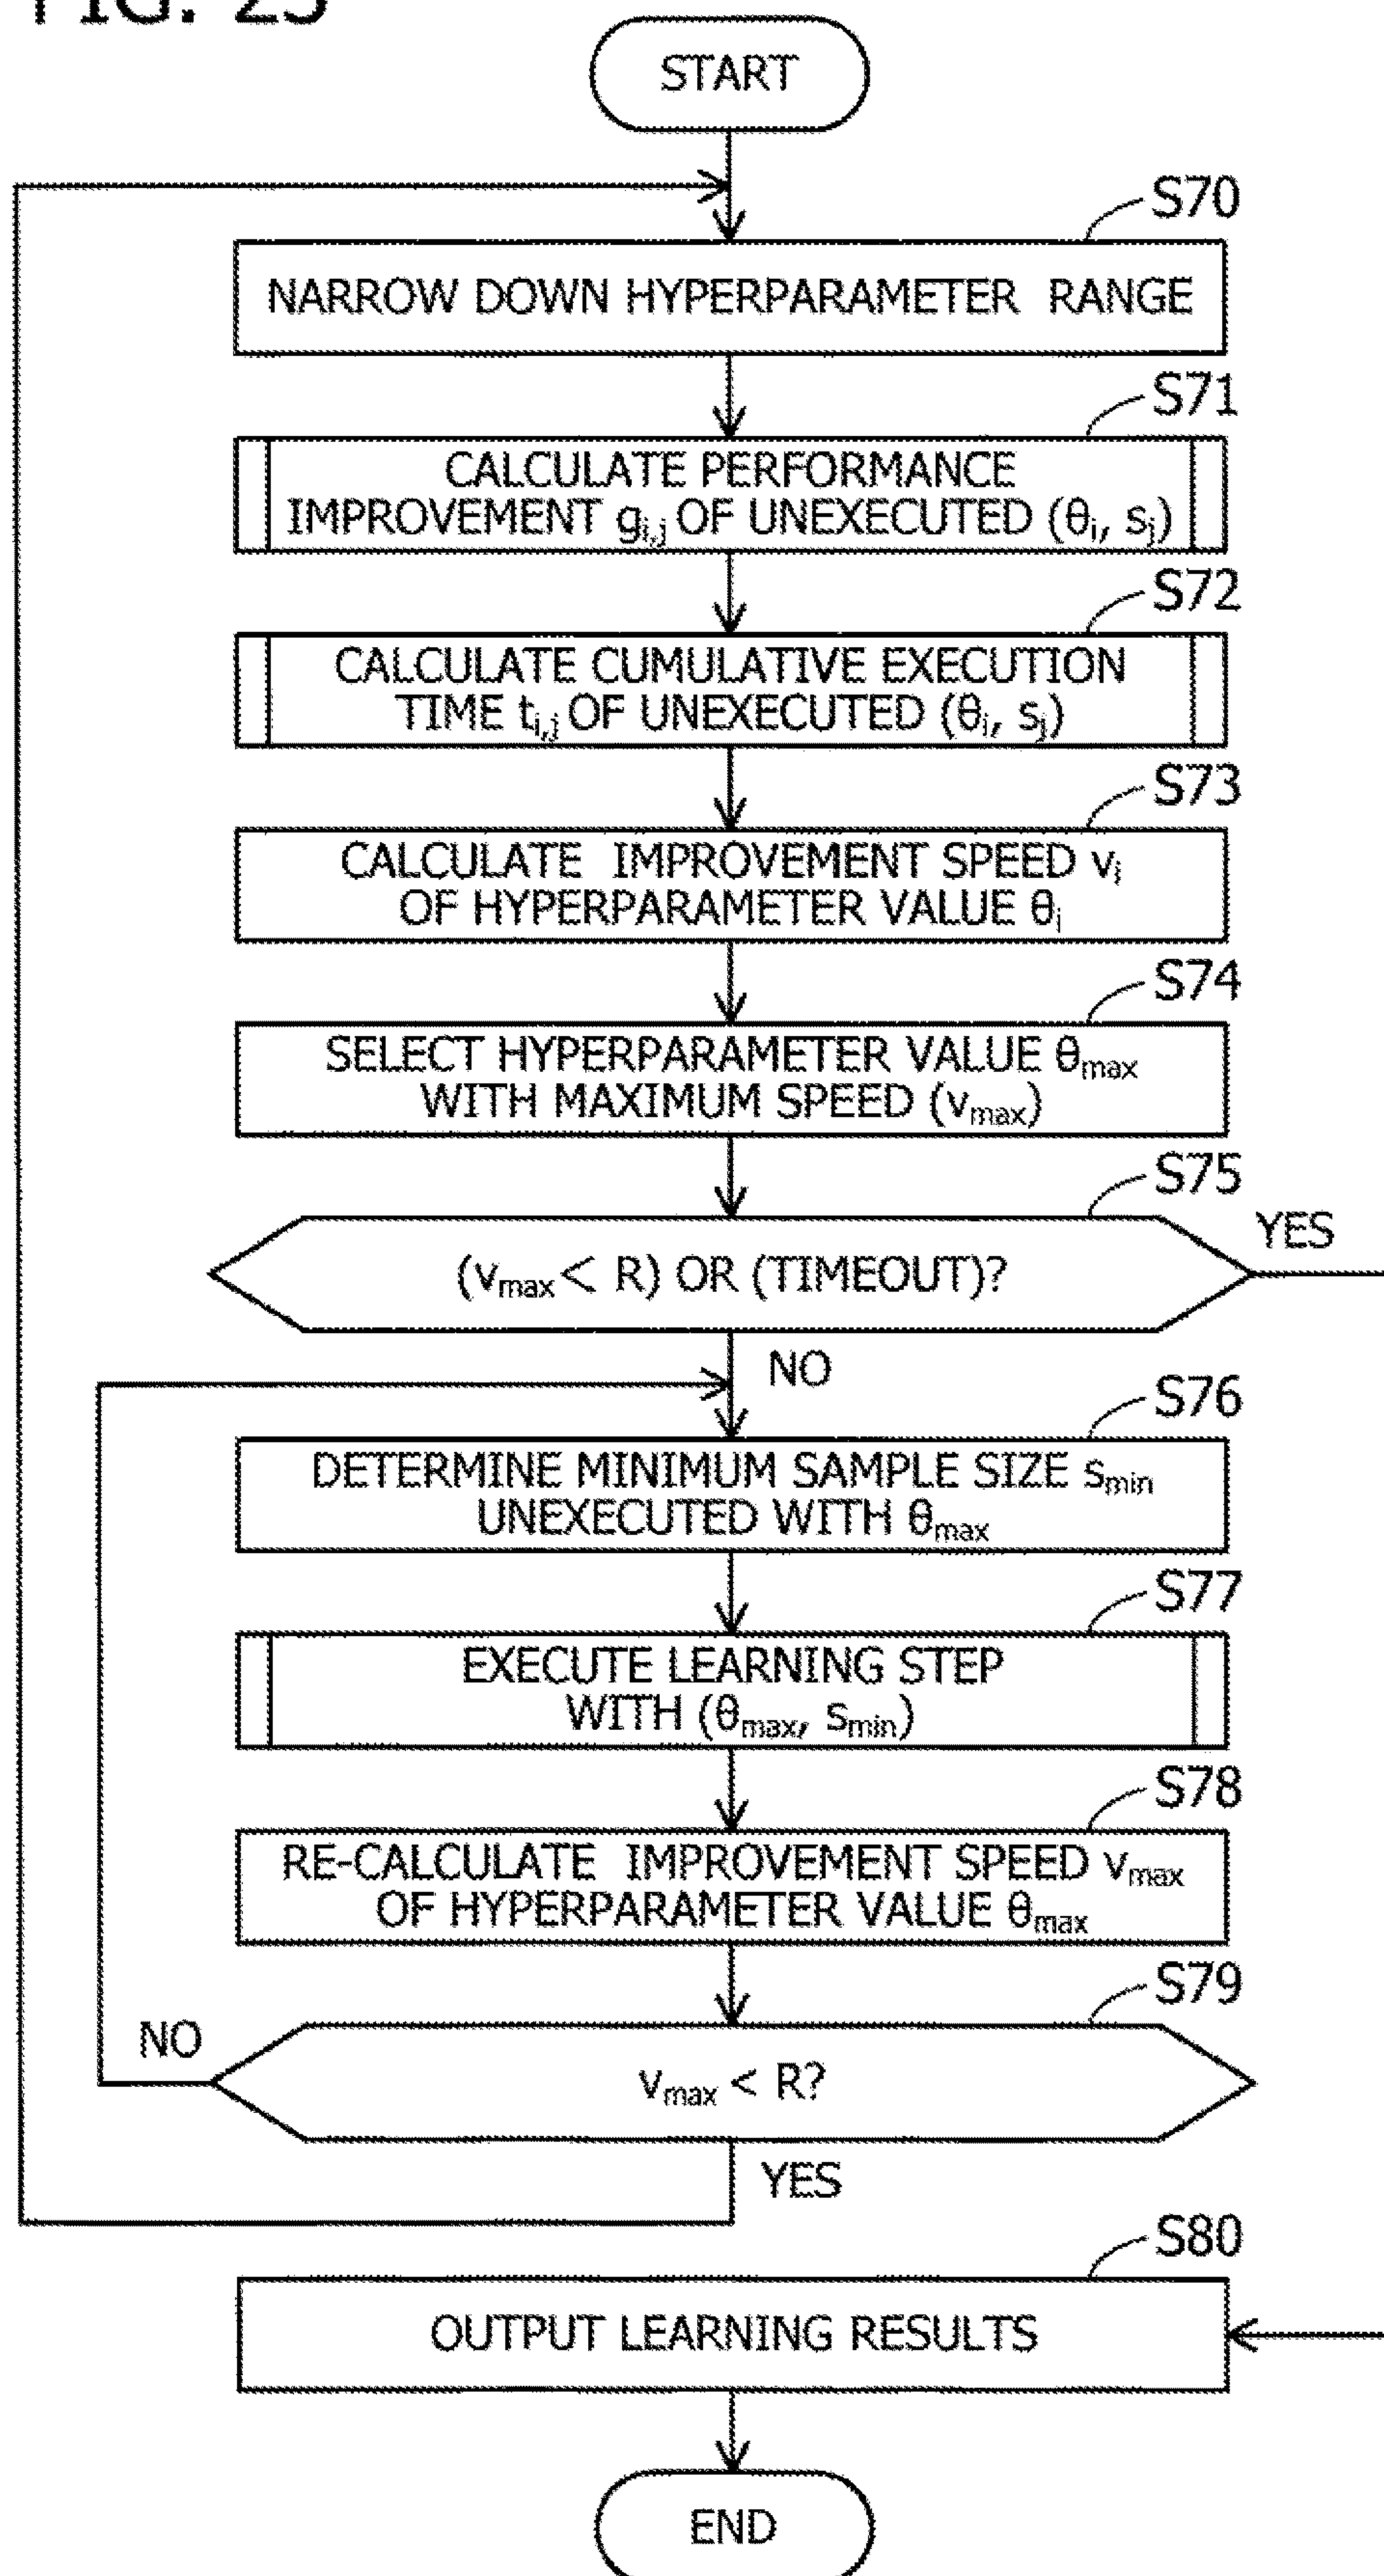 FIG. 23
START
S70
NARROW DOWN HYPERPARAMETER RANGE
S71
CALCULATE PERFORMANCE
IMPROVEMENT gi,j OF UNEXECUTED (θi, sj)
S72
CALCULATE CUMULATIVE EXECUTION
TIME ti,j OF UNEXECUTED (θi, sj)
S73
CALCULATE IMPROVEMENT SPEED vi
OF HYPERPARAMETER VALUE θi
S74
SELECT HYPERPARAMETER VALUE θmax
WITH MAXIMUM SPEED (vmax)
S75
YES
(vmax < R) OR (TIMEOUT)?
NO
S76
DETERMINE MINIMUM SAMPLE SIZE smin
UNEXECUTED WITH θmax
S77
EXECUTE LEARNING STEP
WITH (θmax, smin)
S78
RE-CALCULATE IMPROVEMENT SPEED vmax
OF HYPERPARAMETER VALUE θmax
S79
NO
vmax < R?
YES
S80
OUTPUT LEARNING RESULTS
END